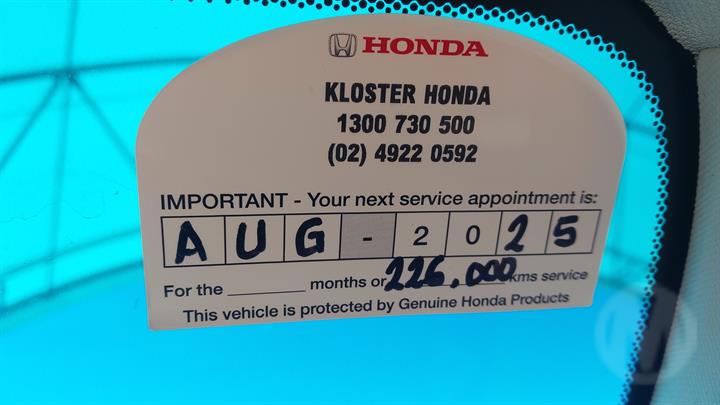 HONDA
KLOSTER HONDA
1300 730 500
(02) 4922 0592
IMPORTANT - Your next service appointment is:
AUG - 2025
For the ________ months or 226,000 kms service
This vehicle is protected by Genuine Honda Products
M